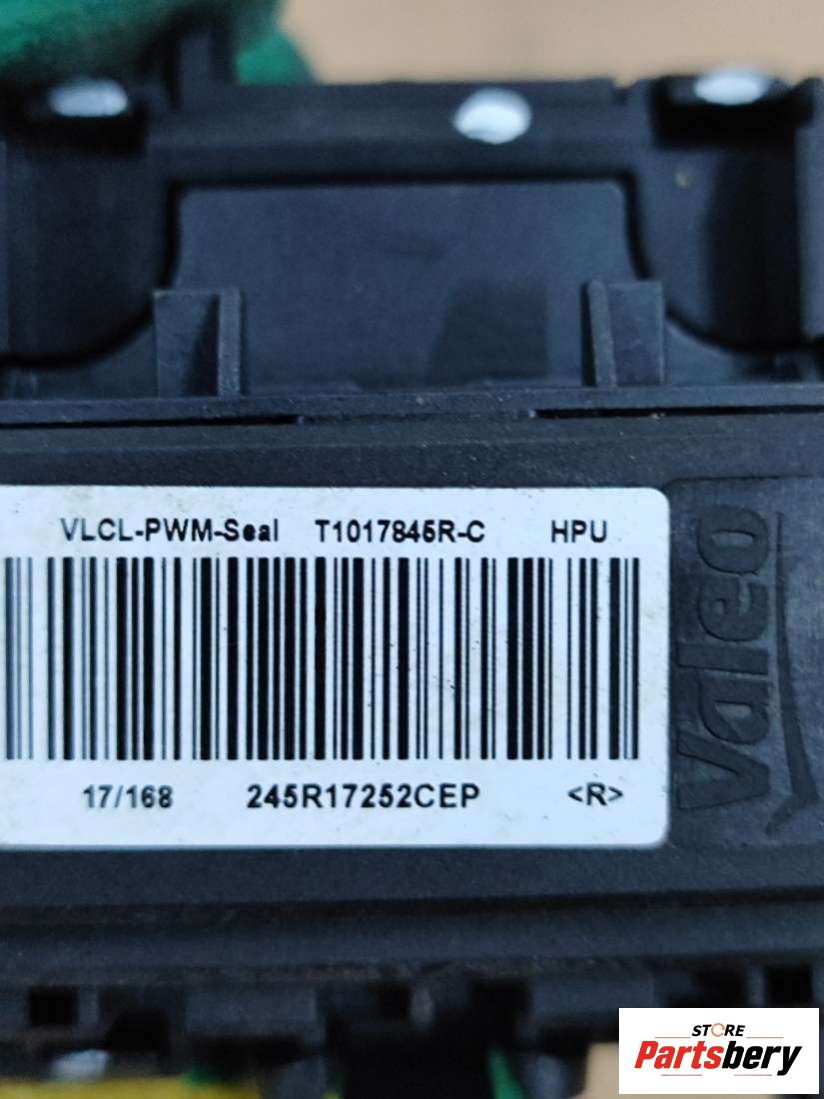 VLCL-PWM-Seal T1017845R-C HPU
Valeo
17/168 245R17252CEP <R>
STORE
Partsbery